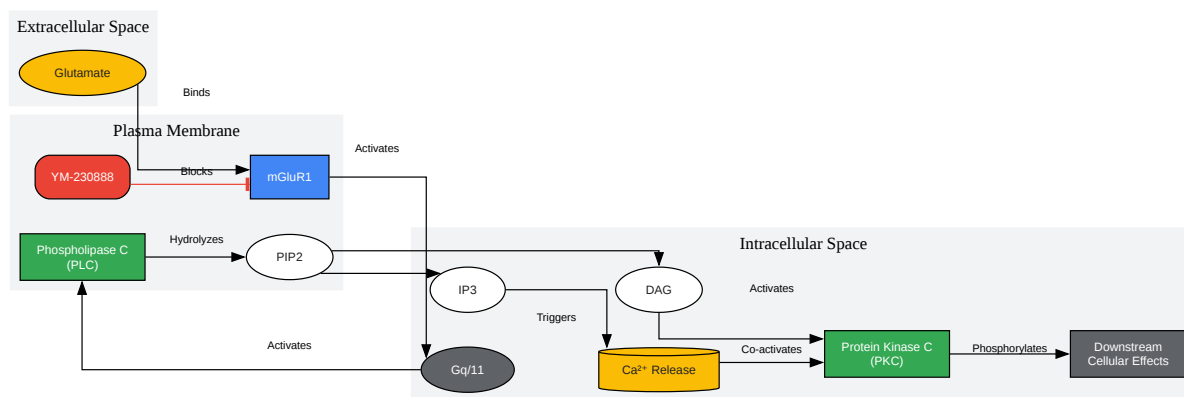 Extracellular Space
Glutamate
Binds
Plasma Membrane
Activates
YM-230888
Blocks
mGluR1
Phospholipase C
(PLC)
Hydrolyzes
PIP2
Intracellular Space
IP3
DAG
Activates
Triggers
Activates
Gq/11
Ca²⁺ Release
Co-activates
Protein Kinase C
(PKC)
Phosphorylates
Downstream
Cellular Effects